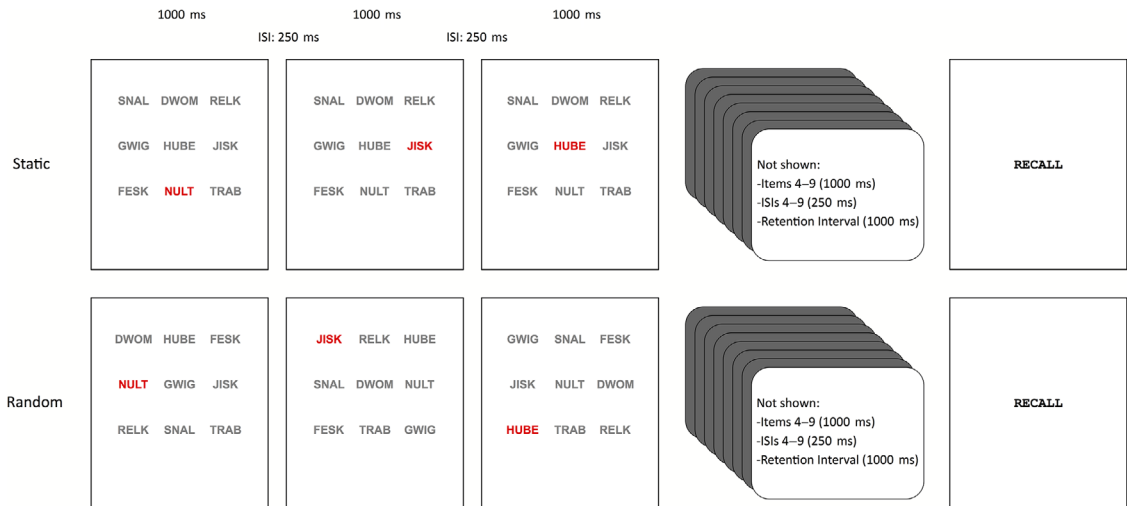 1000 ms 1000 ms 1000 ms
ISI: 250 ms ISI: 250 ms
Static
SNAL DWOM RELK
GWIG HUBE JISK
FESK NULT TRAB
SNAL DWOM RELK
GWIG HUBE JISK
FESK NULT TRAB
SNAL DWOM RELK
GWIG HUBE JISK
FESK NULT TRAB
Not shown:
-Items 4–9 (1000 ms)
-ISIs 4–9 (250 ms)
-Retention Interval (1000 ms)
RECALL
Random
DWOM HUBE FESK
NULT GWIG JISK
RELK SNAL TRAB
JISK RELK HUBE
SNAL DWOM NULT
FESK TRAB GWIG
GWIG SNAL FESK
JISK NULT DWOM
HUBE TRAB RELK
Not shown:
-Items 4–9 (1000 ms)
-ISIs 4–9 (250 ms)
-Retention Interval (1000 ms)
RECALL